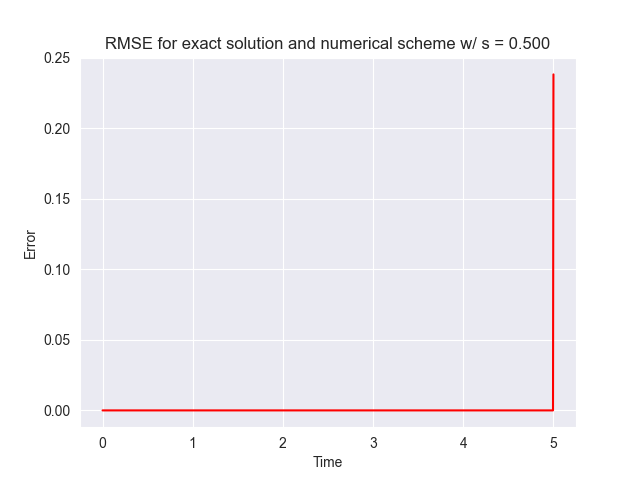 RMSE for exact solution and numerical scheme w/ s = 0.500
0.25
0.20
0.15
0.10
0.05
0.00
Error
0 1 2 3 4 5
Time